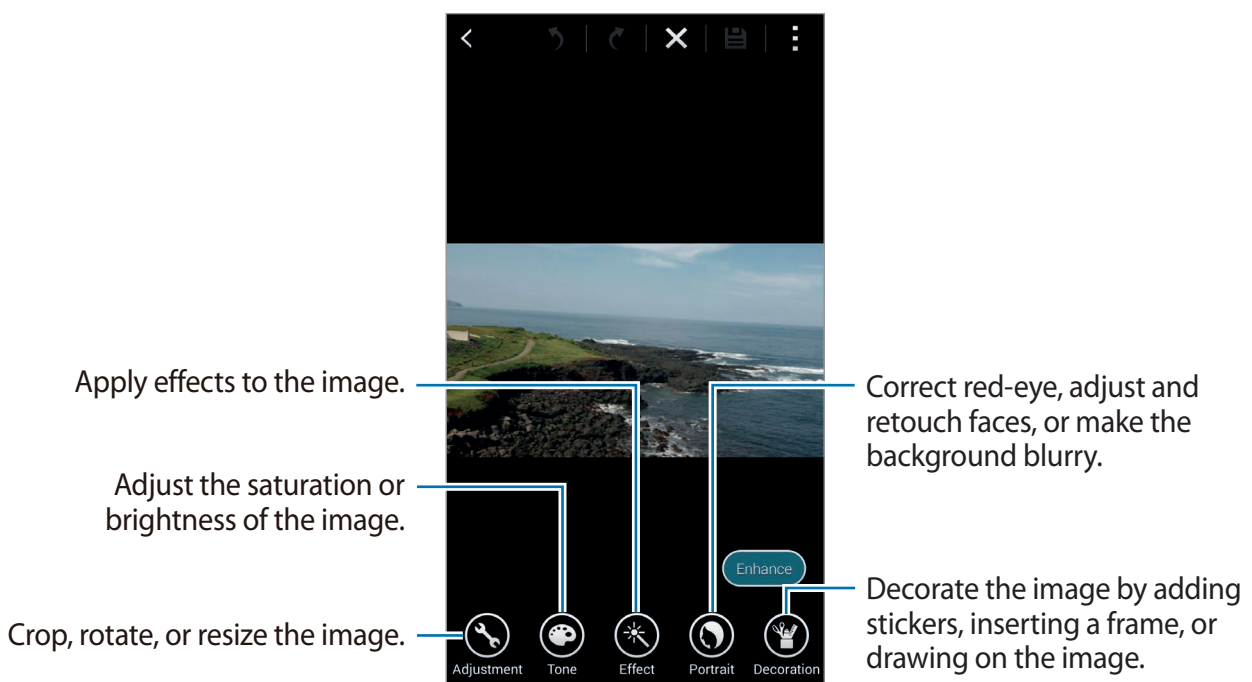 Apply effects to the image.
Adjust the saturation or
brightness of the image.
Crop, rotate, or resize the image.
Correct red-eye, adjust and
retouch faces, or make the
background blurry.
Enhance
Decorate the image by adding
stickers, inserting a frame, or
drawing on the image.
Adjustment
Tone
Effect
Portrait
Decoration